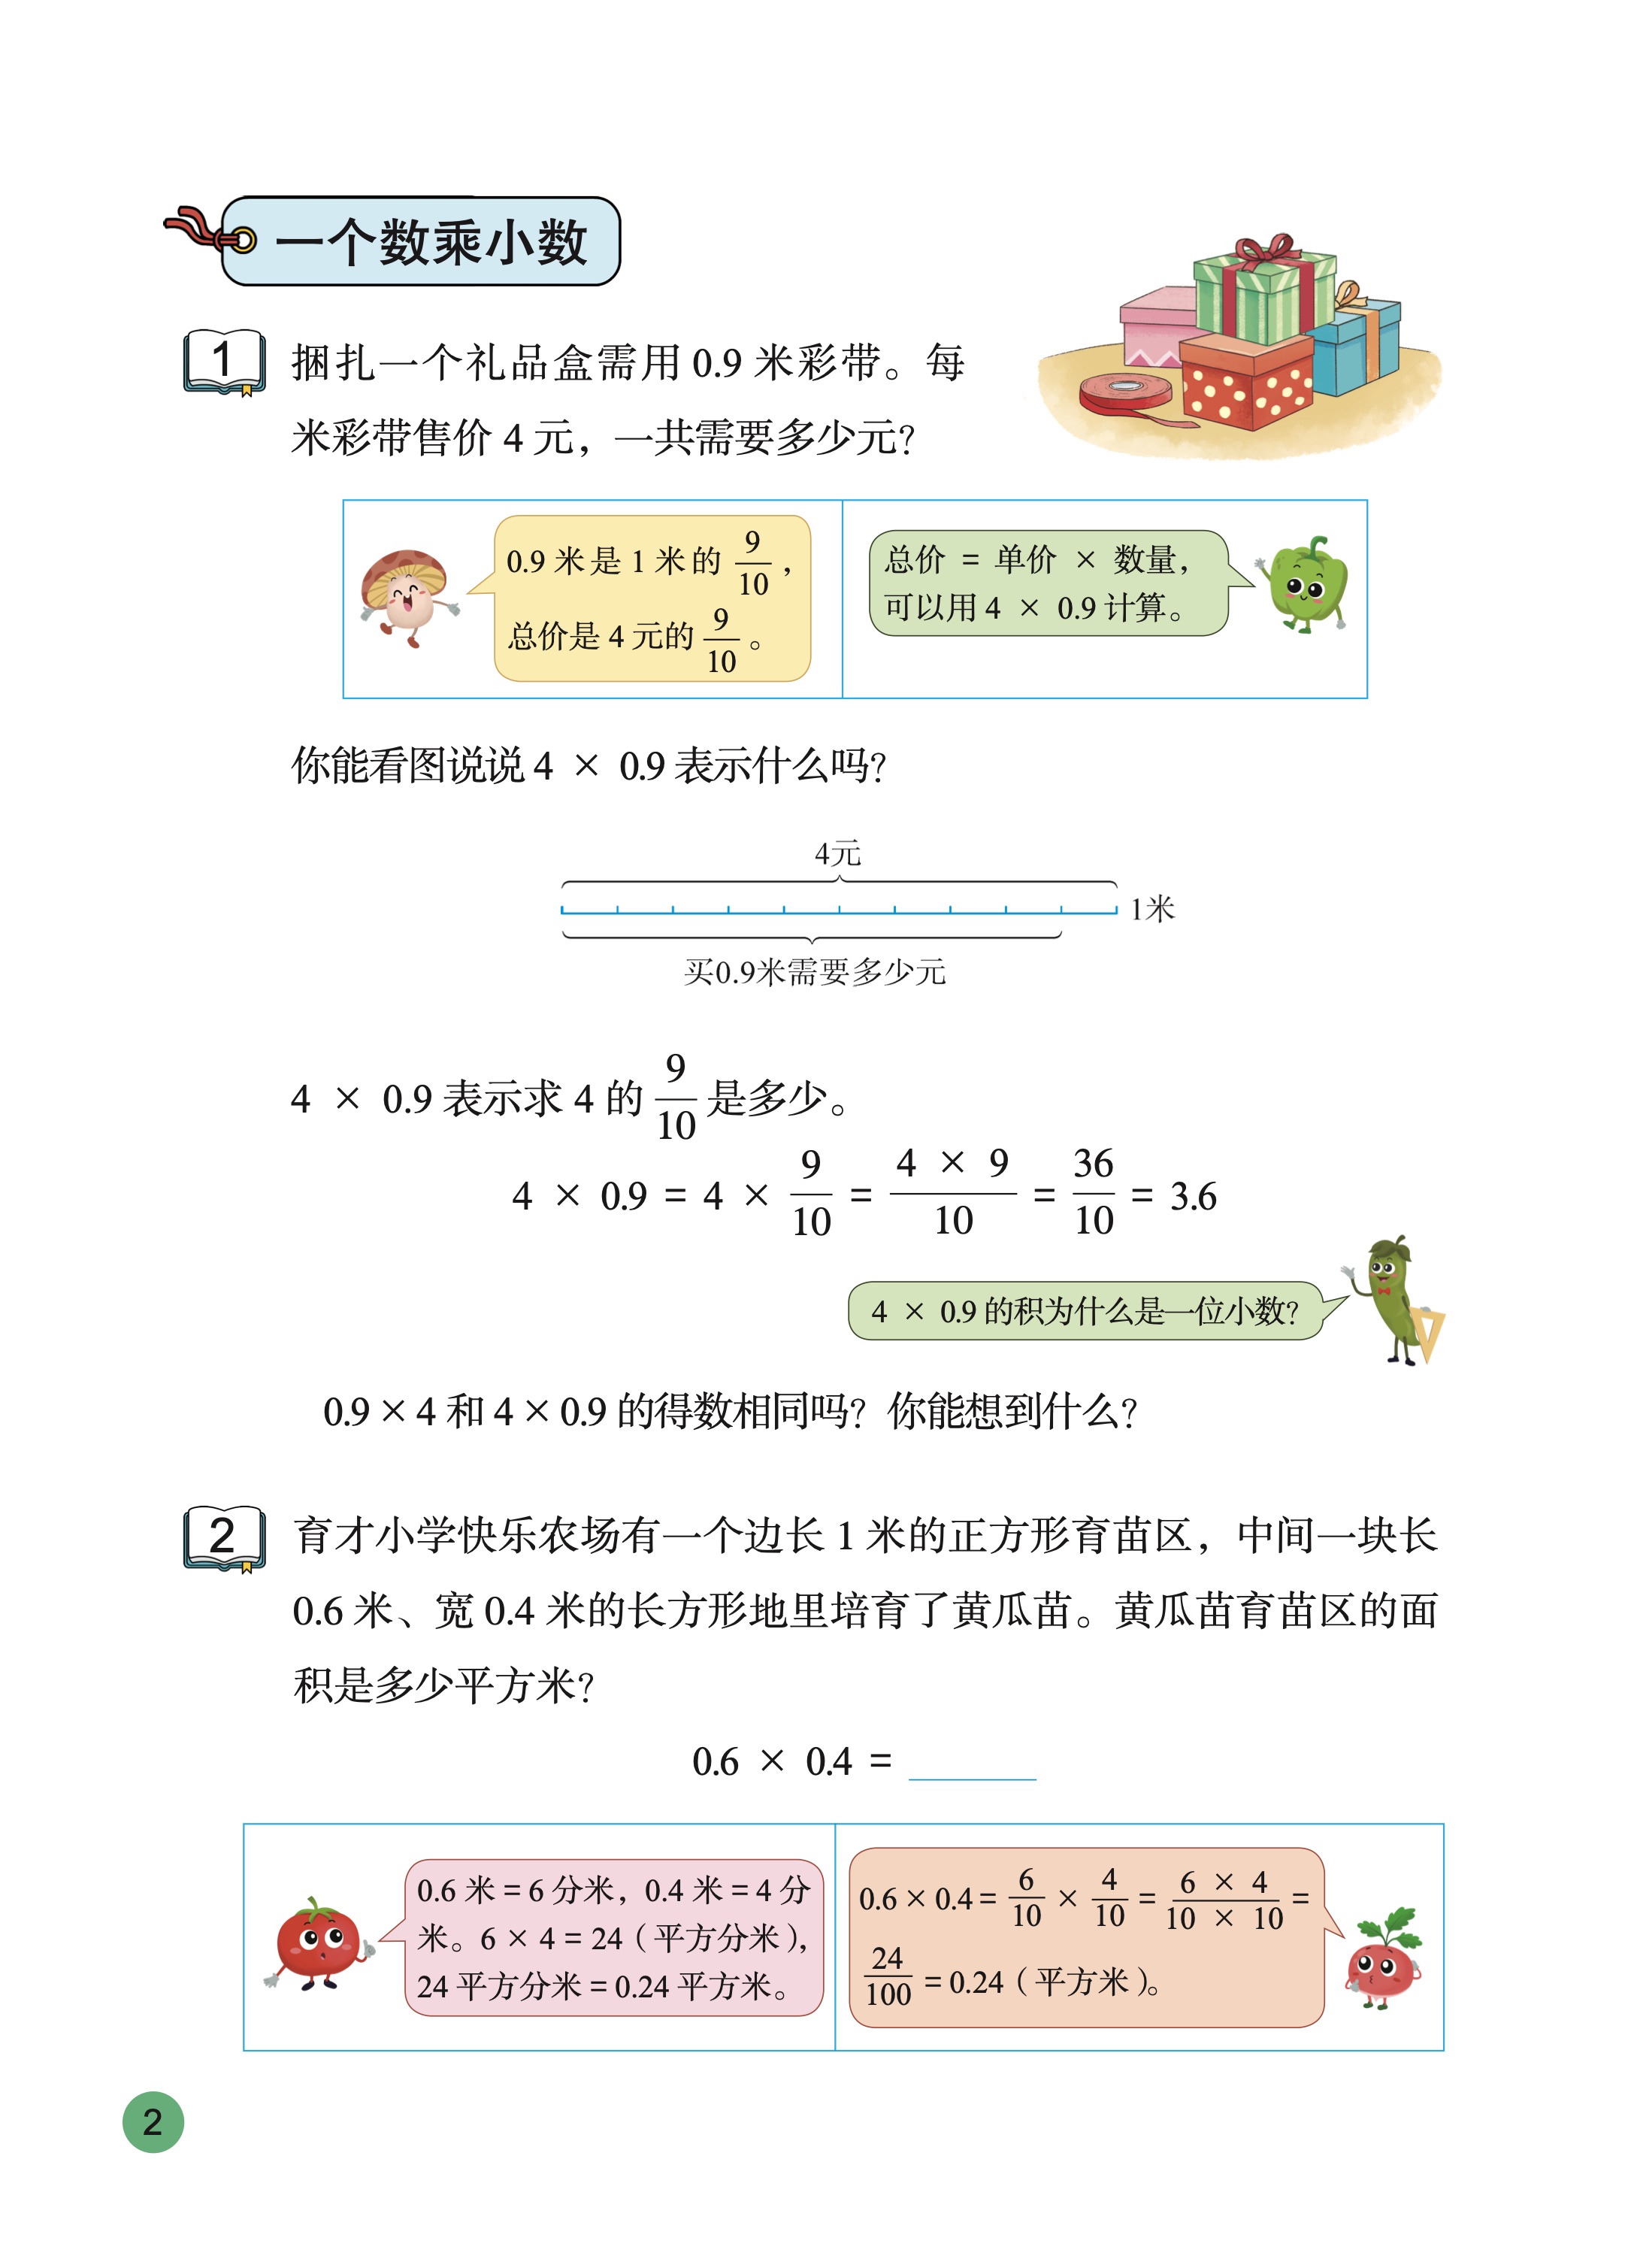 一个数乘小数
1 捆扎一个礼品盒需用 0.9 米彩带。每
米彩带售价 4 元，一共需要多少元？
0.9 米是 1 米的 9/10，
总价是 4 元的 9/10。
总价 = 单价 × 数量，
可以用 4 × 0.9 计算。
你能看图说说 4 × 0.9 表示什么吗？
4元
1米
买0.9米需要多少元
4 × 0.9 表示求 4 的 9/10 是多少。
4 × 0.9 = 4 × 9/10 = (4 × 9)/10 = 36/10 = 3.6
4 × 0.9 的积为什么是一位小数？
0.9 × 4 和 4 × 0.9 的得数相同吗？你能想到什么？
2 育才小学快乐农场有一个边长 1 米的正方形育苗区，中间一块长
0.6 米、宽 0.4 米的长方形地里培育了黄瓜苗。黄瓜苗育苗区的面
积是多少平方米？
0.6 × 0.4 =
0.6 米 = 6 分米，0.4 米 = 4 分
米。6 × 4 = 24（平方分米），
24 平方分米 = 0.24 平方米。
0.6 × 0.4 = 6/10 × 4/10 = (6 × 4)/(10 × 10) =
24/100 = 0.24（平方米）。
2